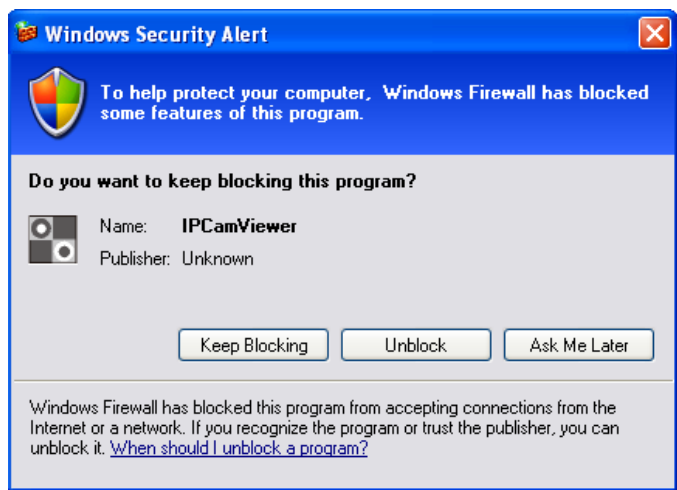 Windows Security Alert
To help protect your computer, Windows Firewall has blocked
some features of this program.
Do you want to keep blocking this program?
Name: IPCamViewer
Publisher: Unknown
Keep Blocking Unblock Ask Me Later
Windows Firewall has blocked this program from accepting connections from the
Internet or a network. If you recognize the program or trust the publisher, you can
unblock it. When should I unblock a program?